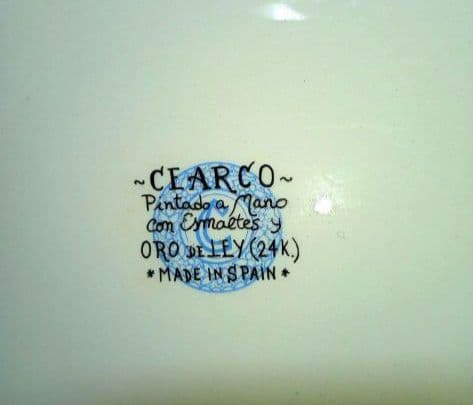 ~CEARCO~
Pintado a Mano
con Esmaltes y
ORO DE LEY (24K.)
*MADE IN SPAIN*
C